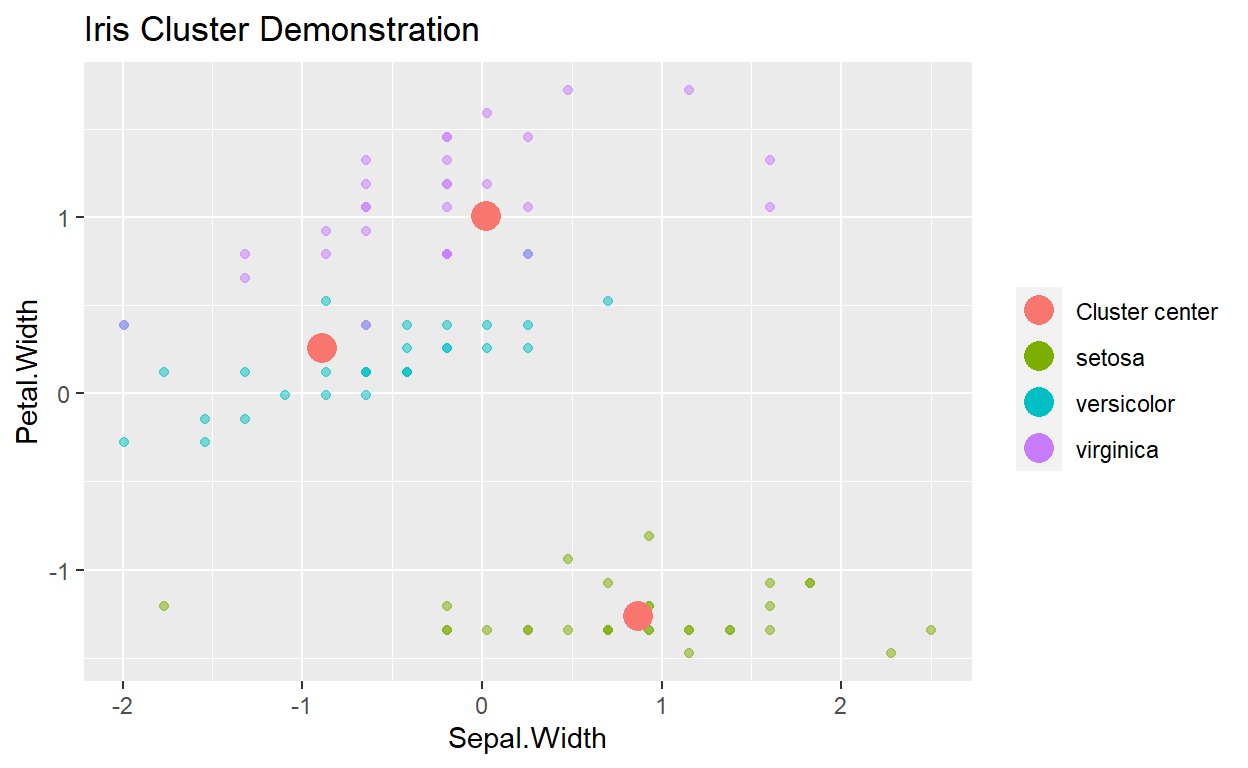 Iris Cluster Demonstration
Petal.Width
1
0
-1
-2
-1
0
1
2
Sepal.Width
Cluster center
setosa
versicolor
virginica